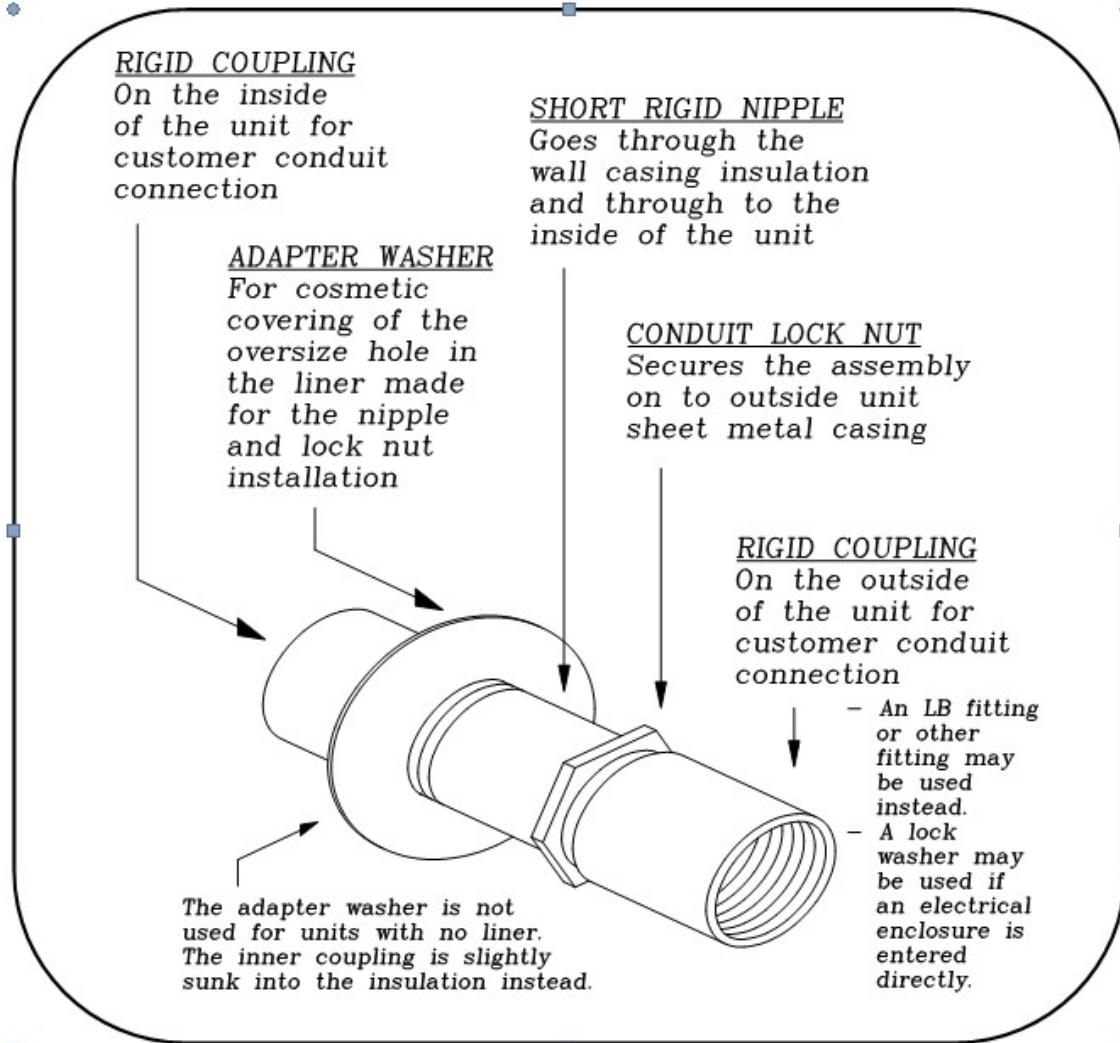 RIGID COUPLING
On the inside
of the unit for
customer conduit
connection
SHORT RIGID NIPPLE
Goes through the
wall casing insulation
and through to the
inside of the unit
ADAPTER WASHER
For cosmetic
covering of the
oversize hole in
the liner made
for the nipple
and lock nut
installation
CONDUIT LOCK NUT
Secures the assembly
on to outside unit
sheet metal casing
RIGID COUPLING
On the outside
of the unit for
customer conduit
connection
- An LB fitting
or other
fitting may
be used
instead.
- A lock
washer may
be used if
an electrical
enclosure is
entered
directly.
The adapter washer is not
used for units with no liner.
The inner coupling is slightly
sunk into the insulation instead.